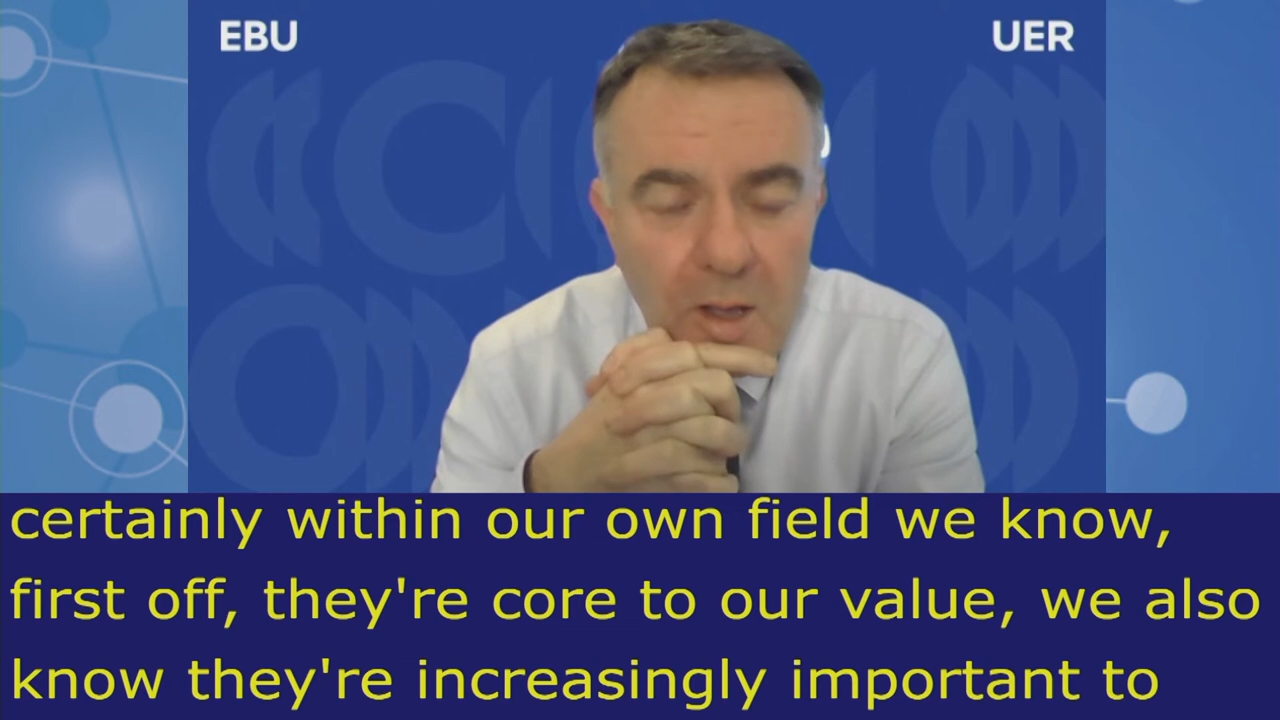 EBU UER
certainly within our own field we know,
first off, they're core to our value, we also
know they're increasingly important to